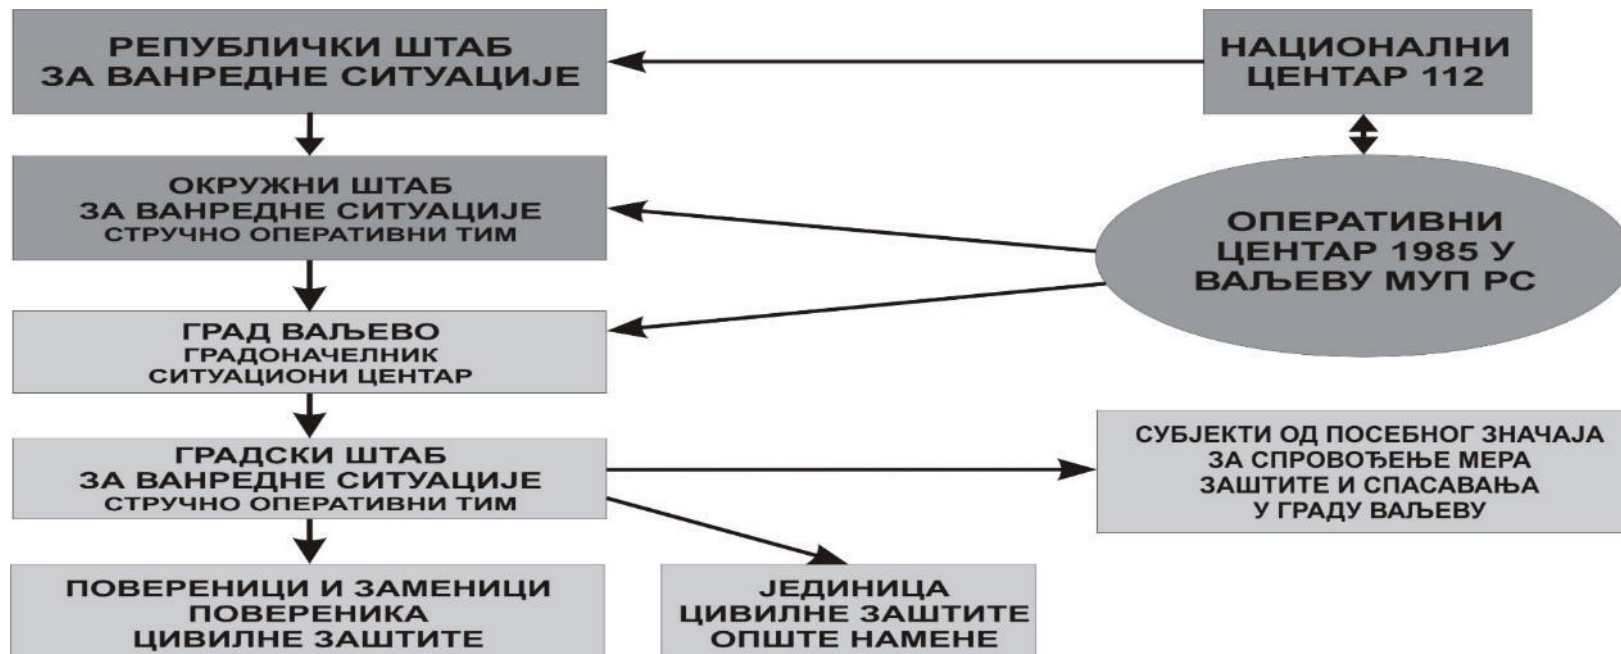 РЕПУБЛИЧКИ ШТАБ
ЗА ВАНРЕДНЕ СИТУАЦИЈЕ
НАЦИОНАЛНИ
ЦЕНТАР 112
ОКРУЖНИ ШТАБ
ЗА ВАНРЕДНЕ СИТУАЦИЈЕ
СТРУЧНО ОПЕРАТИВНИ ТИМ
ОПЕРАТИВНИ
ЦЕНТАР 1985 У
ВАЉЕВУ МУП РС
ГРАД ВАЉЕВО
ГРАДОНАЧЕЛНИК
СИТУАЦИОНИ ЦЕНТАР
ГРАДСКИ ШТАБ
ЗА ВАНРЕДНЕ СИТУАЦИЈЕ
СТРУЧНО ОПЕРАТИВНИ ТИМ
СУБЈЕКТИ ОД ПОСЕБНОГ ЗНАЧАЈА
ЗА СПРОВОЂЕЊЕ МЕРА
ЗАШТИТЕ И СПАСАВАЊА
У ГРАДУ ВАЉЕВУ
ПОВЕРЕНИЦИ И ЗАМЕНИЦИ
ПОВЕРЕНИКА
ЦИВИЛНЕ ЗАШТИТЕ
ЈЕДИНИЦА
ЦИВИЛНЕ ЗАШТИТЕ
ОПШТЕ НАМЕНЕ